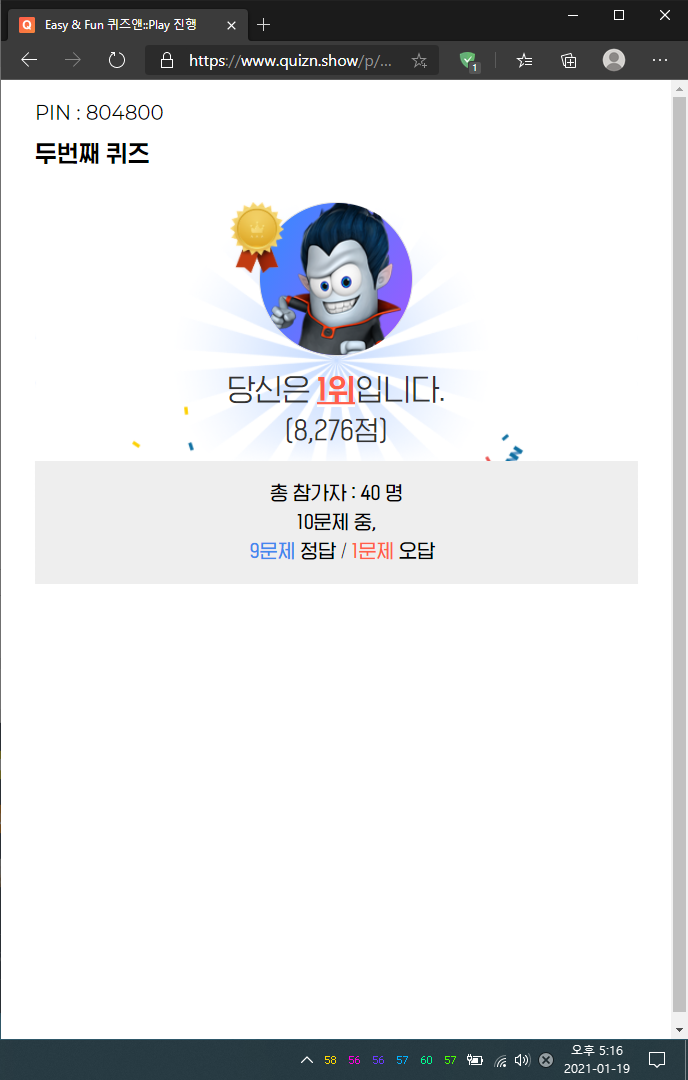 Easy & Fun 퀴즈앤::Play 진행
https://www.quizn.show/p/...
1
PIN : 804800
두번째 퀴즈
당신은 1위입니다.
(8,276점)
총 참가자 : 40 명
10문제 중,
9문제 정답 / 1문제 오답
58 56 56 57 60 57
오후 5:16
2021-01-19